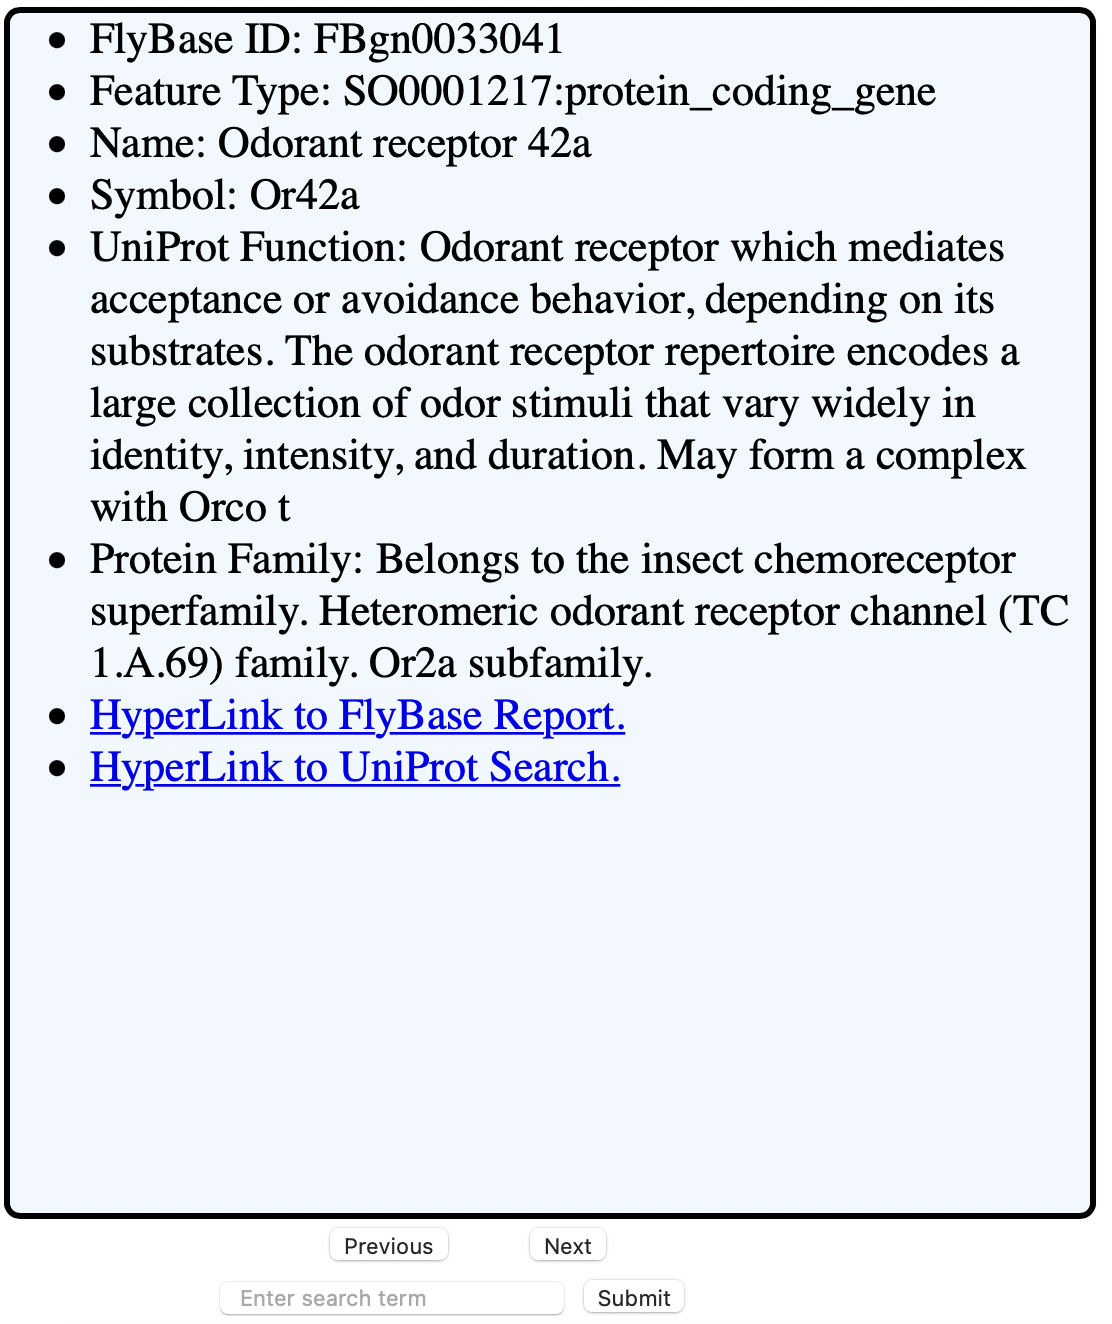 • FlyBase ID: FBgn0033041
• Feature Type: SO0001217:protein_coding_gene
• Name: Odorant receptor 42a
• Symbol: Or42a
• UniProt Function: Odorant receptor which mediates
acceptance or avoidance behavior, depending on its
substrates. The odorant receptor repertoire encodes a
large collection of odor stimuli that vary widely in
identity, intensity, and duration. May form a complex
with Orco t
• Protein Family: Belongs to the insect chemoreceptor
superfamily. Heteromeric odorant receptor channel (TC
1.A.69) family. Or2a subfamily.
• HyperLink to FlyBase Report.
• HyperLink to UniProt Search.
Previous Next
Enter search term Submit